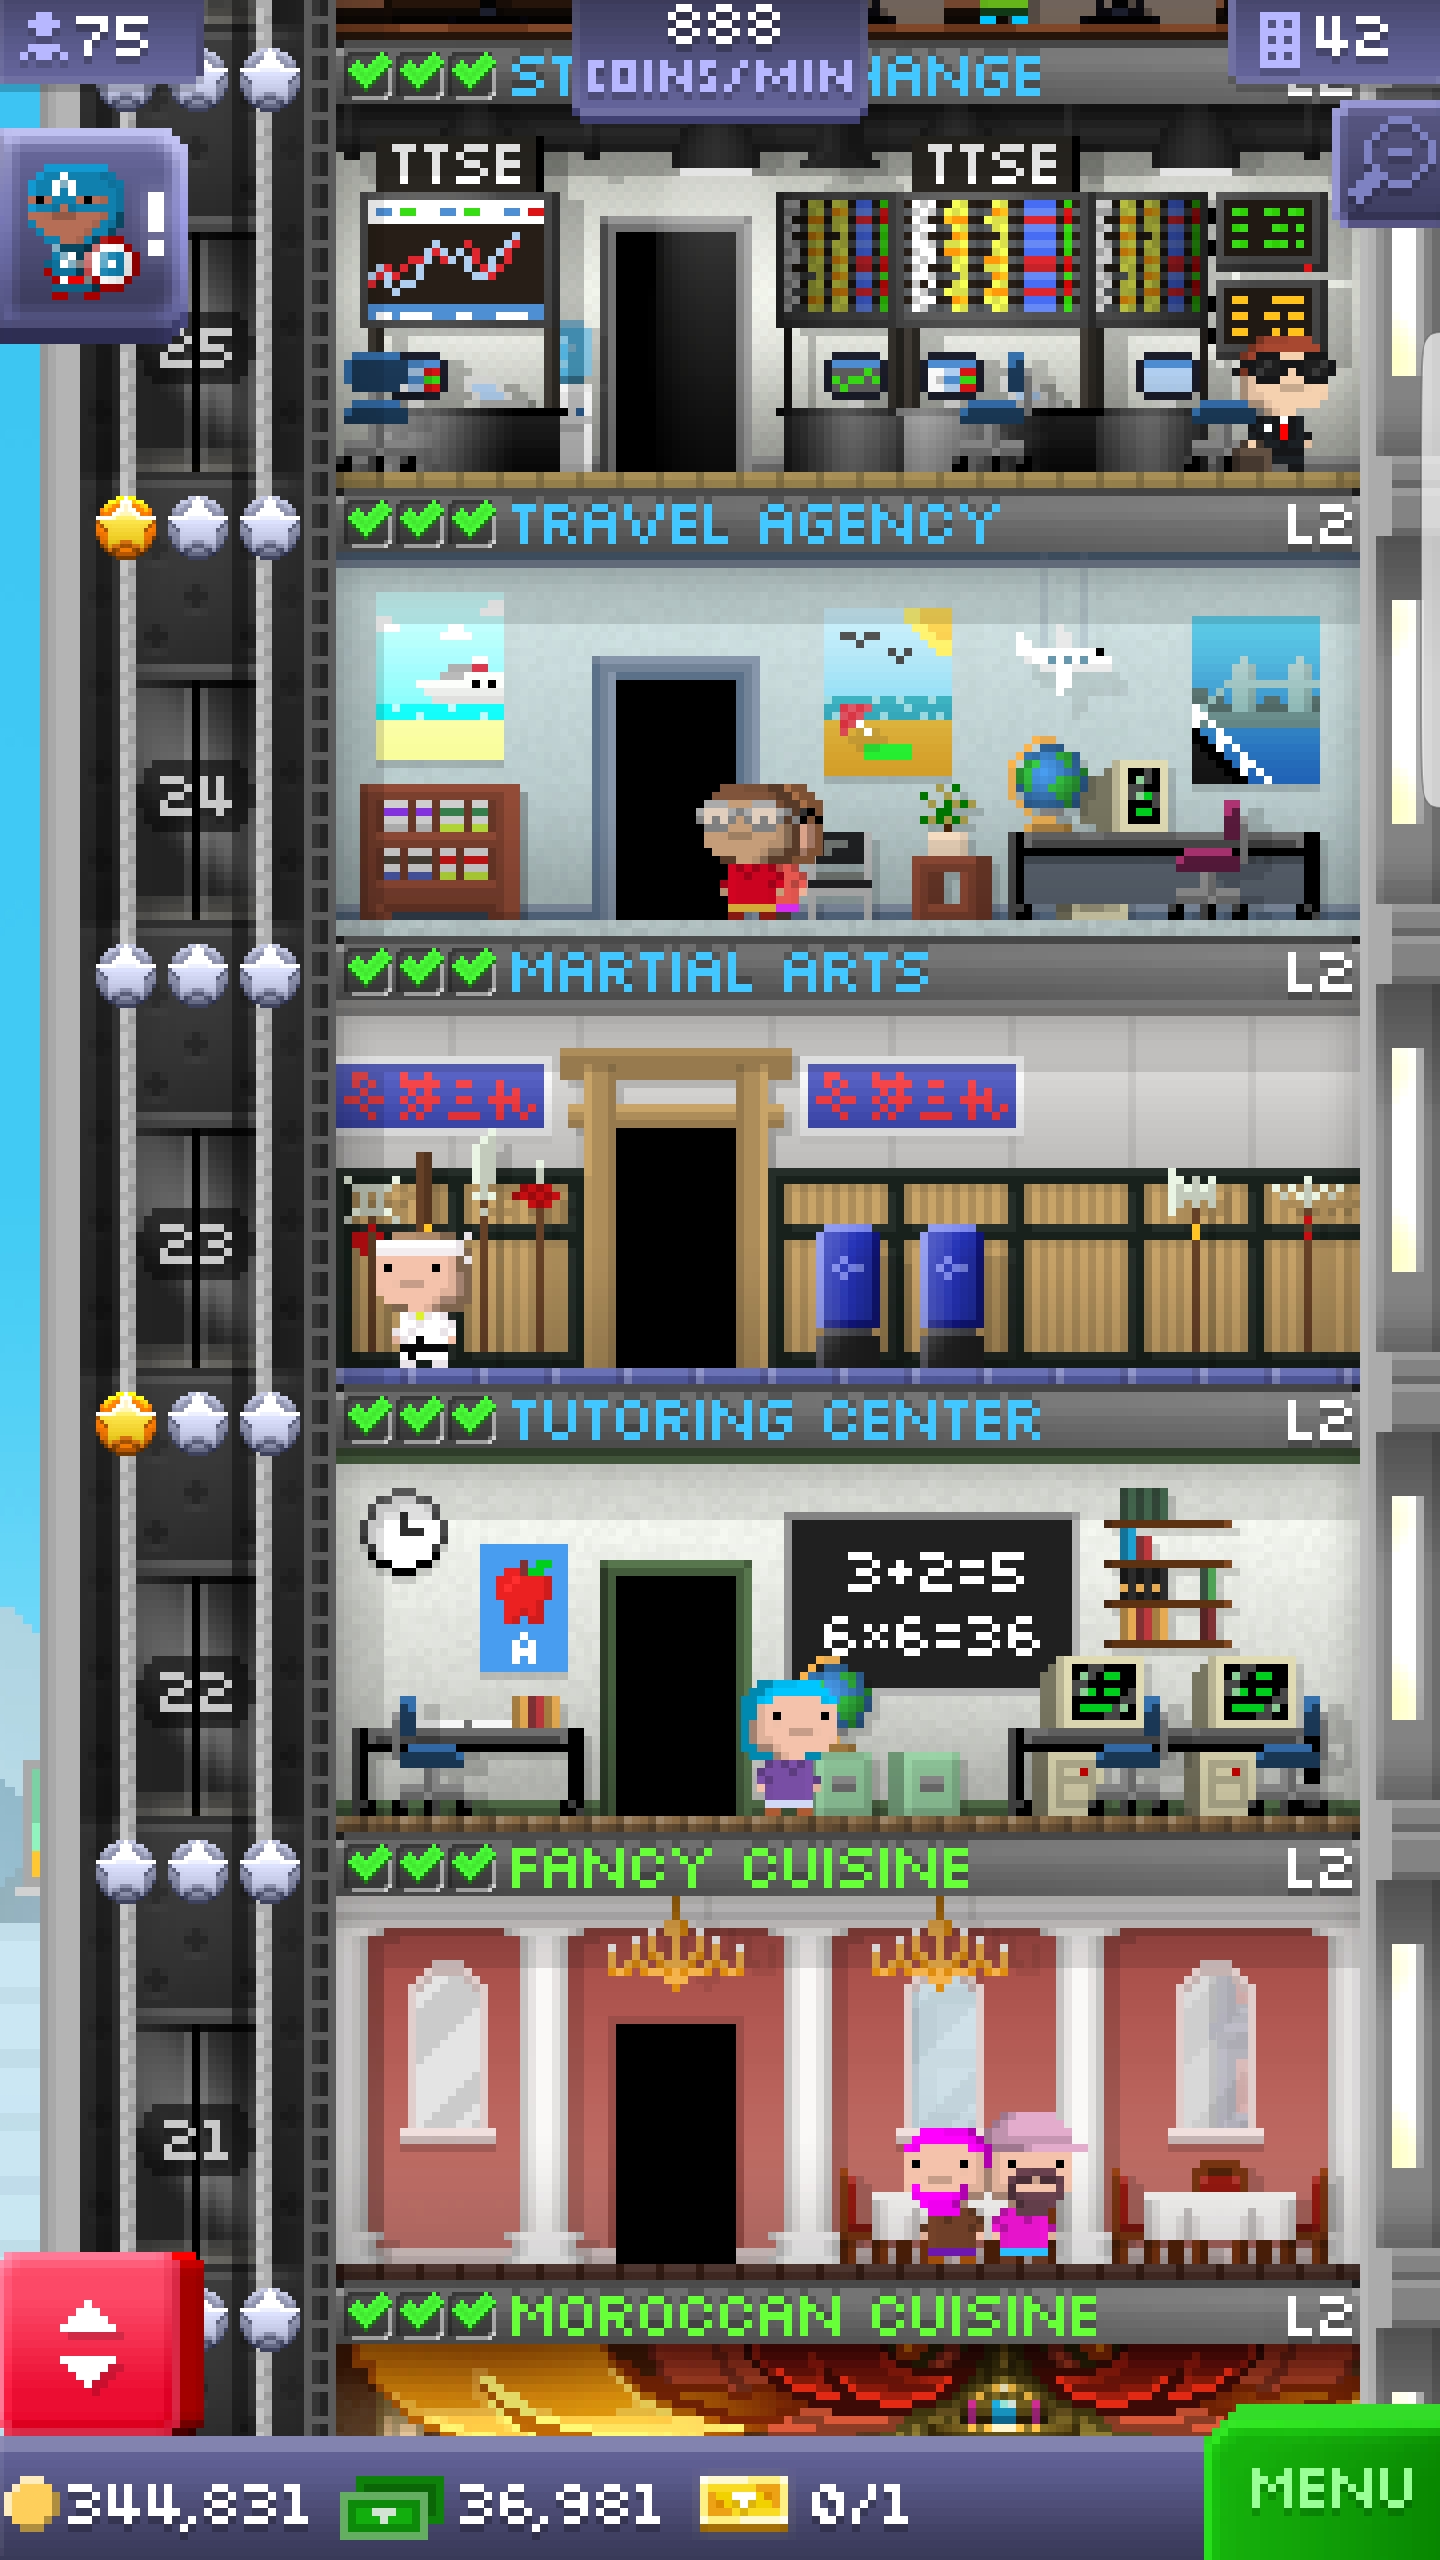 75
888
COINS/MIN
42
ST HANGE
TTSE
TTSE
!
25
TRAVEL AGENCY L2
24
MARTIAL ARTS L2
23
TUTORING CENTER L2
3+2=5
A
6×6=36
22
FANCY CUISINE L2
21
MOROCCAN CUISINE L2
344,831 36,981 0/1
MENU